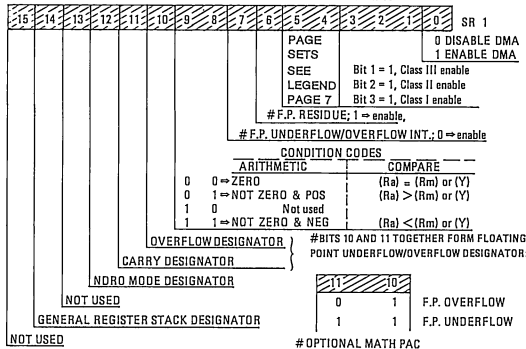 15 14 13 12 11 10 9 8 7 6 5 4 3 2 1 0 SR 1
PAGE 0 DISABLE DMA
SETS 1 ENABLE DMA
SEE Bit 1 = 1, Class III enable
LEGEND Bit 2 = 1, Class II enable
PAGE 7 Bit 3 = 1, Class I enable
# F.P. RESIDUE; 1 ⇒ enable,
# F.P. UNDERFLOW/OVERFLOW INT.; 0 ⇒ enable
CONDITION CODES
ARITHMETIC COMPARE
0 0 ⇒ ZERO (Ra) = (Rm) or (Y)
0 1 ⇒ NOT ZERO & POS (Ra) > (Rm) or (Y)
1 0 Not used
1 1 ⇒ NOT ZERO & NEG (Ra) < (Rm) or (Y)
OVERFLOW DESIGNATOR #BITS 10 AND 11 TOGETHER FORM FLOATING
CARRY DESIGNATOR POINT UNDERFLOW/OVERFLOW DESIGNATOR:
NDRO MODE DESIGNATOR 11 10
NOT USED 0 1 F.P. OVERFLOW
GENERAL REGISTER STACK DESIGNATOR 1 1 F.P. UNDERFLOW
NOT USED # OPTIONAL MATH PAC